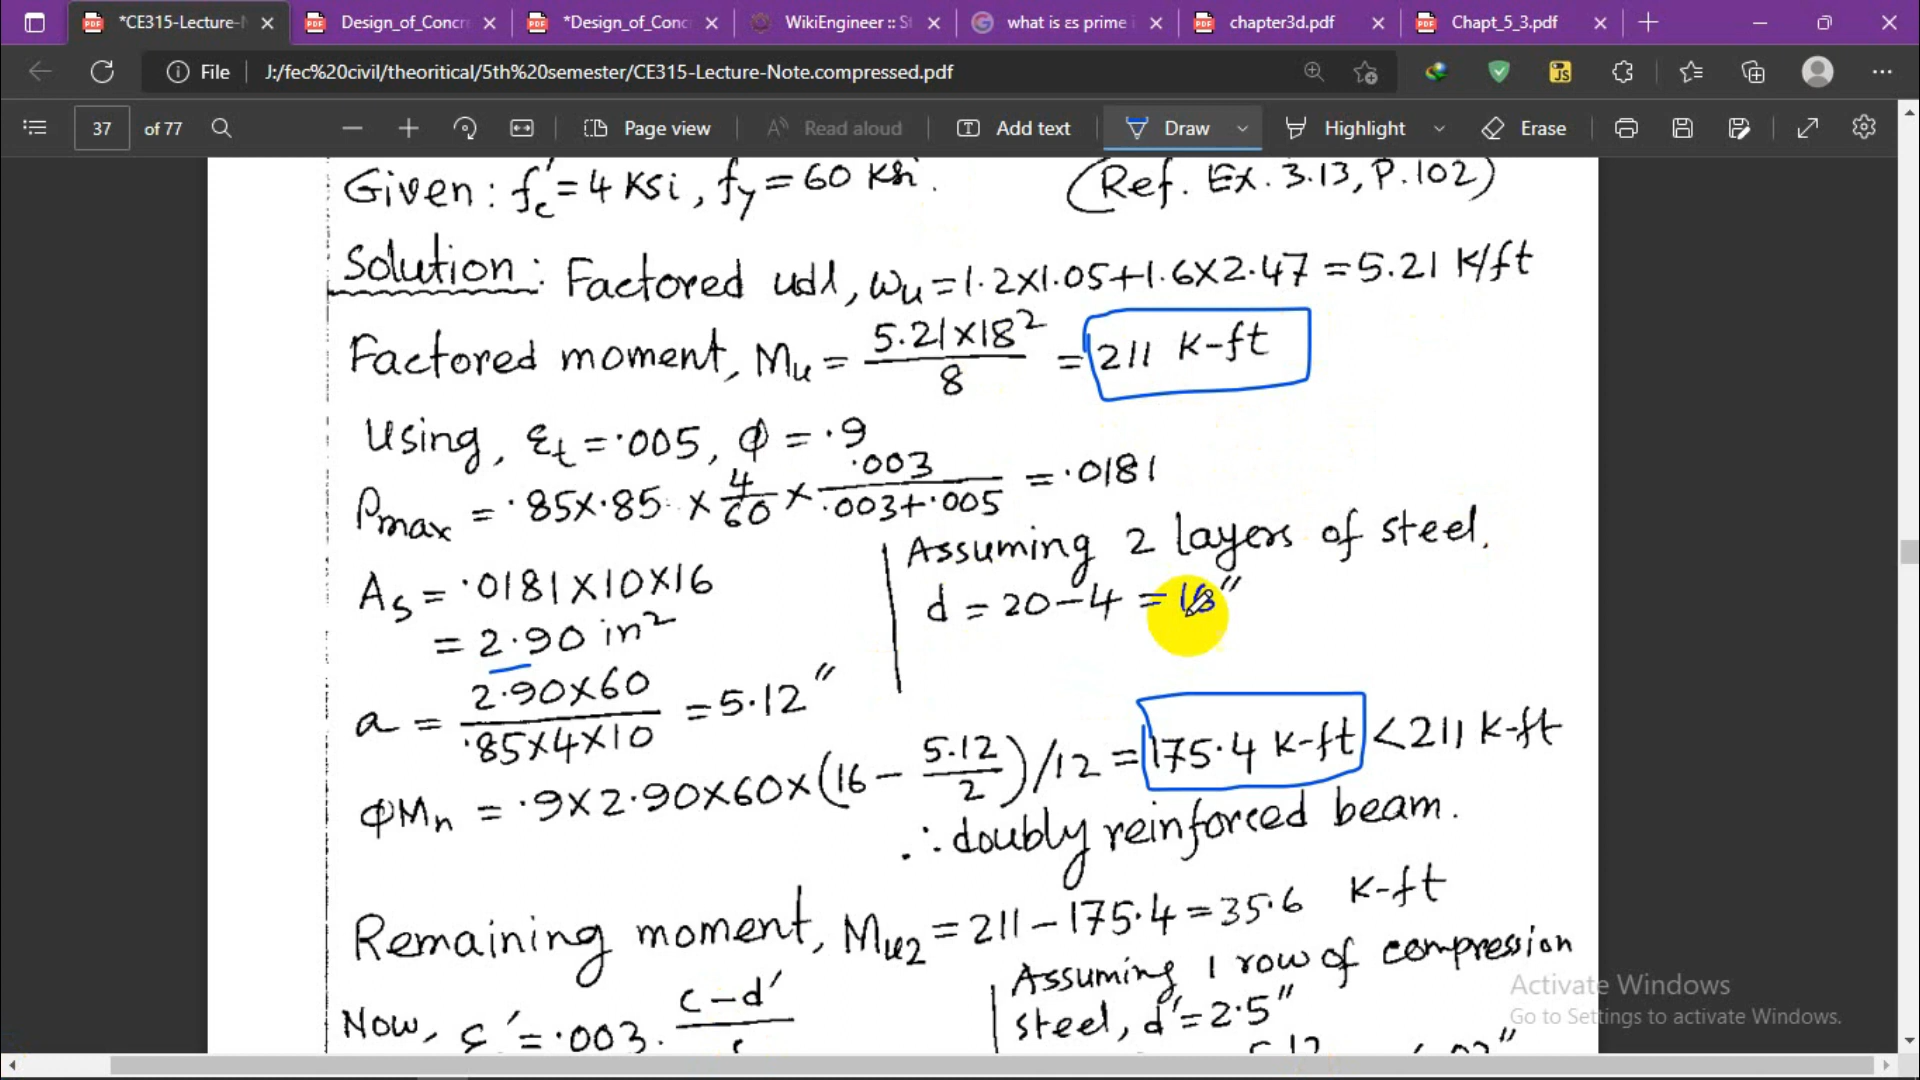 *CE315-Lecture-N
Design_of_Concre
*Design_of_Conc
WikiEngineer :: St
what is εs prime i
chapter3d.pdf
Chapt_5_3.pdf
File
J:/fec%20civil/theoritical/5th%20semester/CE315-Lecture-Note.compressed.pdf
37 of 77
Page view
Read aloud
Add text
Draw
Highlight
Erase
Given : fc' = 4 Ksi, fy = 60 Ksi.
(Ref. Ex. 3.13, P.102)
Solution : Factored udl, wu = 1.2×1.05+1.6×2.47 = 5.21 K/ft
Factored moment, Mu = 5.21×18²/8 = 211 K-ft
Using, εt = .005, φ = .9
ρmax = .85×.85 × 4/60 × .003/.003+.005 = .0181
Assuming 2 layers of steel.
d = 20-4 = 16"
As = .0181×10×16
= 2.90 in²
a = 2.90×60/.85×4×10 = 5.12"
φMn = .9×2.90×60×(16 - 5.12/2)/12 = 175.4 K-ft < 211 K-ft
∴ doubly reinforced beam.
Remaining moment, Mu2 = 211-175.4 = 35.6 K-ft
Assuming 1 row of compression
steel, d' = 2.5"
Now,
= .003. c-d'
Activate Windows
Go to Settings to activate Windows.